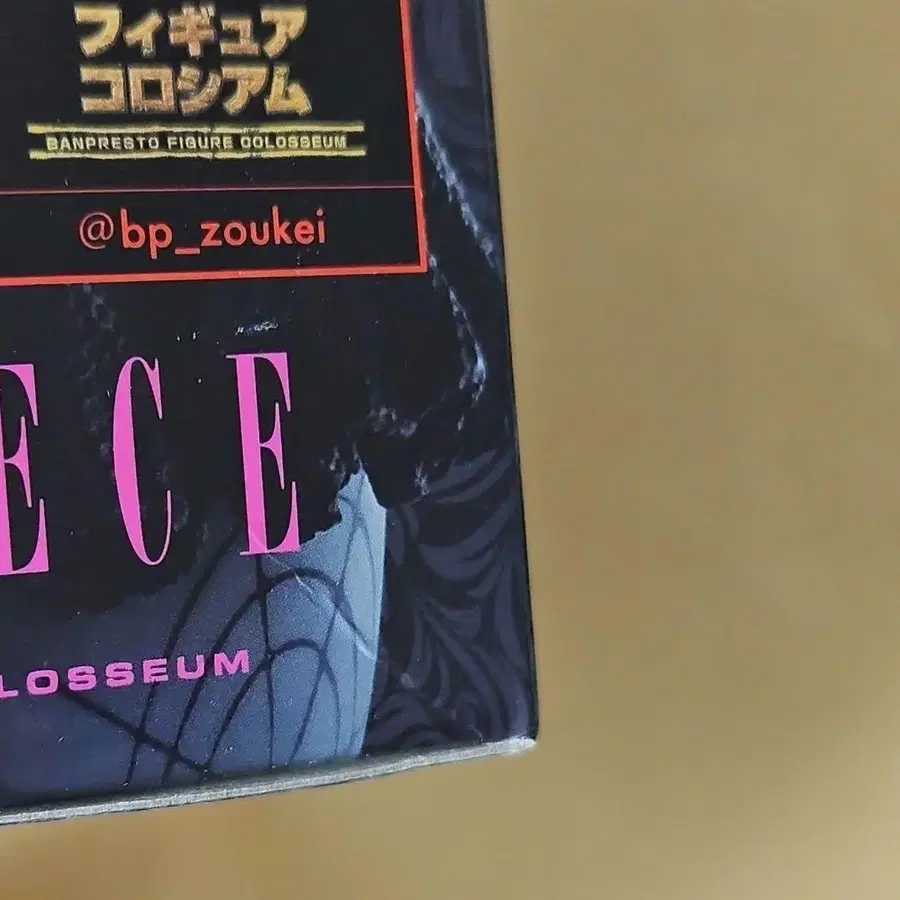 フィギュア
コロシアム
BANPRESTO FIGURE COLOSSEUM
@bp_zoukei
ECE
LOSSEUM